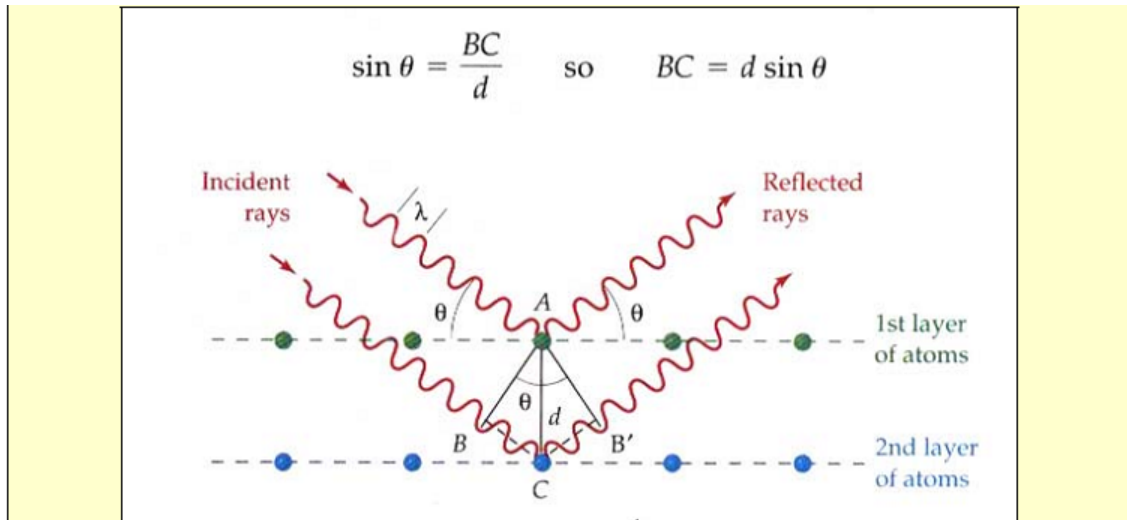 sin θ = BC/d so BC = d sin θ
Incident
rays
Reflected
rays
λ
θ
A
θ
1st layer
of atoms
θ
d
B
B′
2nd layer
of atoms
C